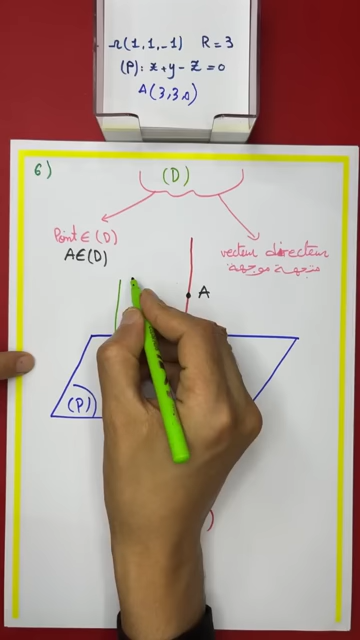 Ω(1,1,-1) R = 3
(P): x+y-z=0
A(3,3,1)
6)
(D)
Point ∈ (D)
A∈(D)
vecteur directeur
متجهة موجهة
A
(P)